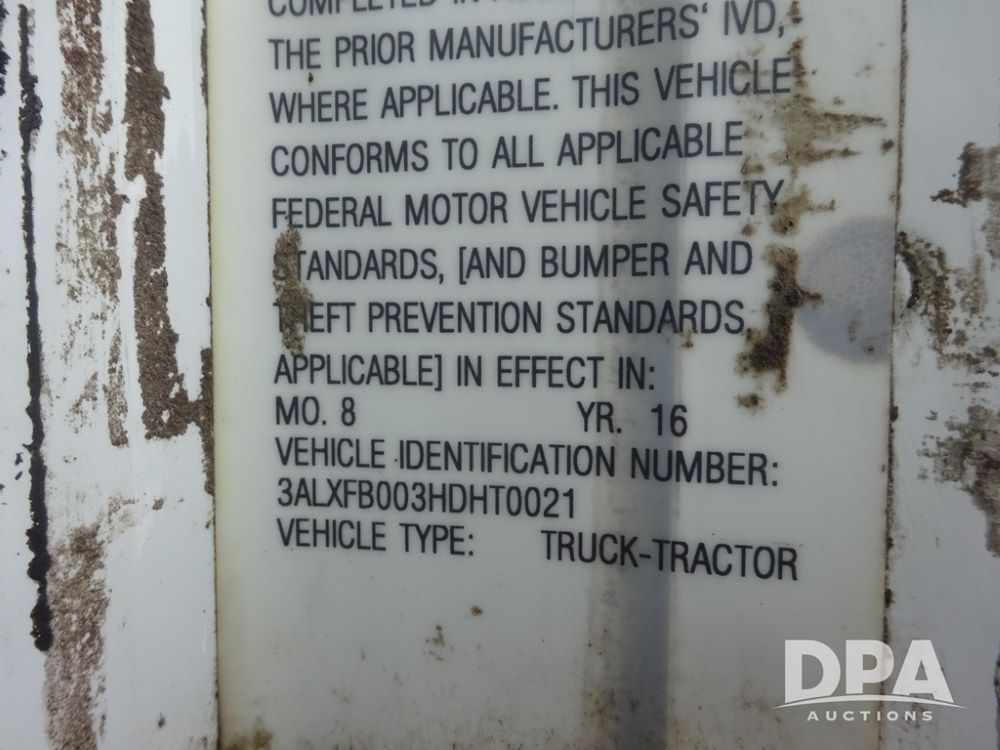 COMPLETED IN
THE PRIOR MANUFACTURERS' IVD,
WHERE APPLICABLE. THIS VEHICLE
CONFORMS TO ALL APPLICABLE
FEDERAL MOTOR VEHICLE SAFETY
STANDARDS, [AND BUMPER AND
THEFT PREVENTION STANDARDS,
APPLICABLE] IN EFFECT IN:
MO. 8 YR. 16
VEHICLE IDENTIFICATION NUMBER:
3ALXFB003HDHT0021
VEHICLE TYPE: TRUCK-TRACTOR
DPA
AUCTIONS